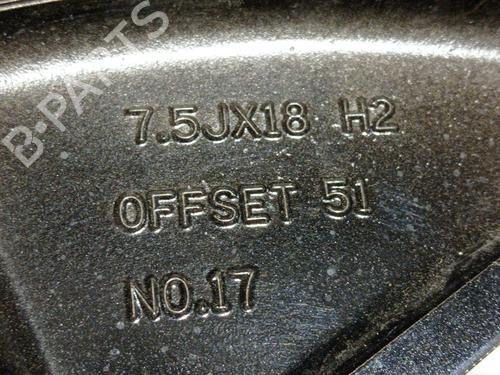 B-PARTS
7.5JX18 H2
OFFSET 51
NO.17